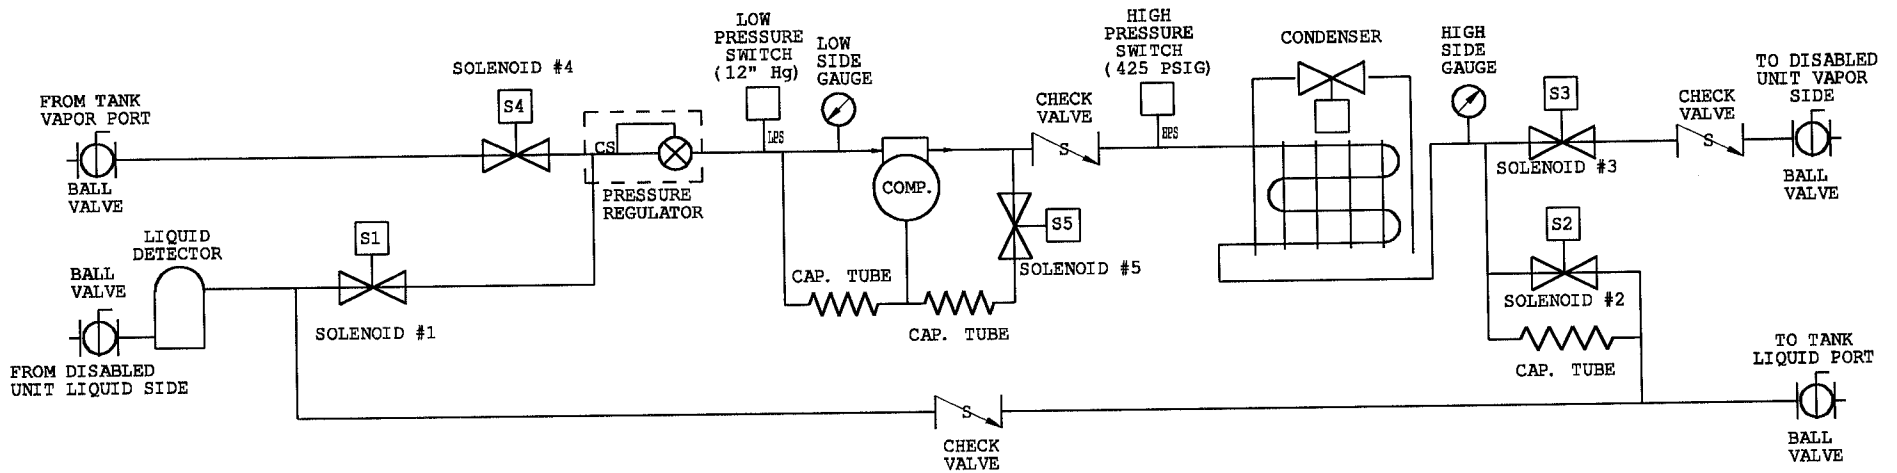 FROM TANK
VAPOR PORT
BALL
VALVE
SOLENOID #4
S4
CS
PRESSURE
REGULATOR
LOW
PRESSURE
SWITCH
(12" Hg)
LPS
LOW
SIDE
GAUGE
COMP.
CHECK
VALVE
S
HIGH
PRESSURE
SWITCH
(425 PSIG)
HPS
CONDENSER
HIGH
SIDE
GAUGE
S3
SOLENOID #3
CHECK
VALVE
S
TO DISABLED
UNIT VAPOR
SIDE
BALL
VALVE
LIQUID
DETECTOR
BALL
VALVE
FROM DISABLED
UNIT LIQUID SIDE
S1
SOLENOID #1
CAP. TUBE
CAP. TUBE
S5
SOLENOID #5
S2
SOLENOID #2
CAP. TUBE
TO TANK
LIQUID PORT
BALL
VALVE
S
CHECK
VALVE